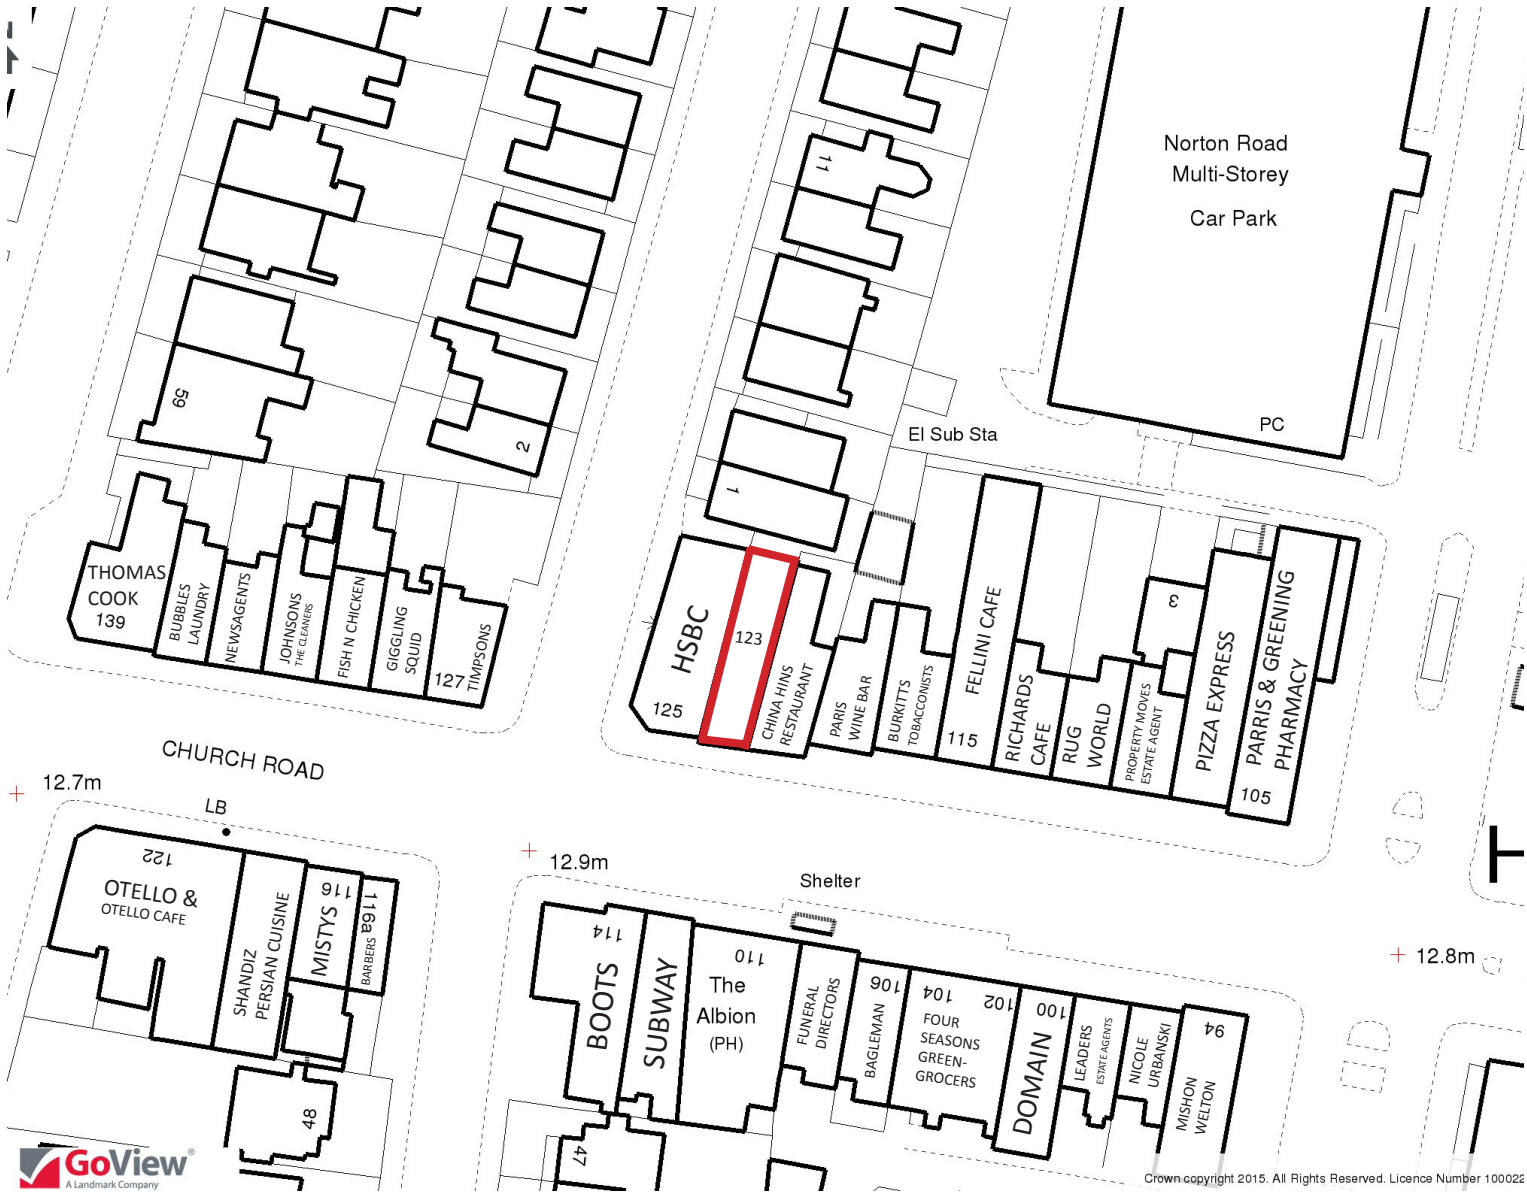 Norton Road
Multi-Storey
Car Park
11
59
2
1
El Sub Sta
PC
THOMAS
COOK
139
BUBBLES
LAUNDRY
NEWSAGENTS
JOHNSONS
THE CLEANERS
FISH N CHICKEN
GIGGLING
SQUID
127
TIMPSONS
HSBC
125
123
CHINA HINS
RESTAURANT
PARIS
WINE BAR
BURKITTS
TOBACCONISTS
FELLINI CAFE
115
RICHARDS
CAFE
RUG
WORLD
PROPERTY MOVES
ESTATE AGENT
3
PIZZA EXPRESS
PARRIS & GREENING
PHARMACY
105
CHURCH ROAD
12.7m
LB
12.9m
Shelter
12.8m
122
OTELLO &
OTELLO CAFE
SHANDIZ
PERSIAN CUISINE
116
MISTYS
116a
BARBERS
48
114
BOOTS
SUBWAY
110
The
Albion
(PH)
FUNERAL
DIRECTORS
106
BAGLEMAN
104
102
FOUR
SEASONS
GREEN-
GROCERS
100
DOMAIN
LEADERS
ESTATE AGENTS
NICOLE
URBANSKI
94
MISHON
WELTON
47
GoView®
A Landmark Company
Crown copyright 2015. All Rights Reserved. Licence Number 100022